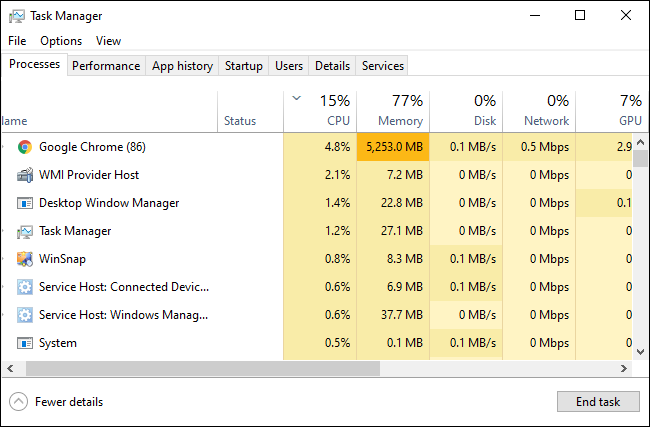 Task Manager
File Options View
Processes Performance App history Startup Users Details Services
15% 77% 0% 0% 7%
lame Status CPU Memory Disk Network GPU
Google Chrome (86) 4.8% 5,253.0 MB 0.1 MB/s 0.5 Mbps 2.9
WMI Provider Host 2.1% 7.2 MB 0 MB/s 0 Mbps 0
Desktop Window Manager 1.4% 22.8 MB 0 MB/s 0 Mbps 0.1
Task Manager 1.2% 27.1 MB 0 MB/s 0 Mbps 0
WinSnap 0.8% 8.3 MB 0.1 MB/s 0 Mbps 0
Service Host: Connected Devic... 0.6% 6.9 MB 0.1 MB/s 0 Mbps 0
Service Host: Windows Manag... 0.6% 37.7 MB 0 MB/s 0 Mbps 0
System 0.5% 0.1 MB 0.1 MB/s 0 Mbps 0
Fewer details End task